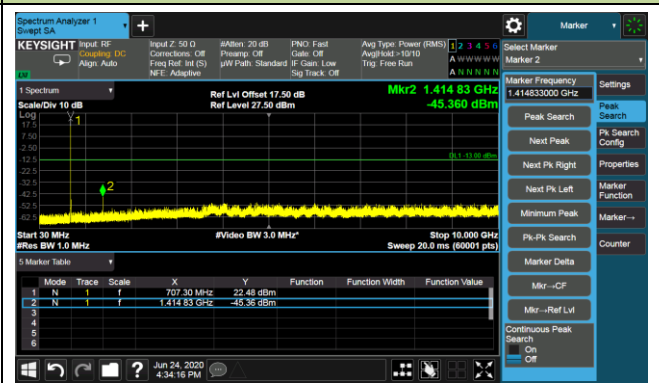 Spectrum Analyzer 1
Swept SA
Marker
KEYSIGHT
Input: RF
Coupling: DC
Align: Auto
Input Z: 50 Ω
Corrections: Off
Freq Ref: Int (S)
NFE: Adaptive
#Atten: 20 dB
Preamp: Off
µW Path: Standard
PNO: Fast
Gate: Off
IF Gain: Low
Sig Track: Off
Avg Type: Power (RMS)
Avg|Hold:>10/10
Trig: Free Run
1 2 3 4 5 6
A W W W W W
A N N N N N
LXI
Select Marker
Marker 2
1 Spectrum
Scale/Div 10 dB
Log
Ref Lvl Offset 17.50 dB
Ref Level 27.50 dBm
Mkr2 1.414 83 GHz
-45.360 dBm
17.5
7.50
-2.50
-12.5
-22.5
-32.5
-42.5
-52.5
-62.5
1
2
DL1 -13.00 dBm
Start 30 MHz
#Res BW 1.0 MHz
#Video BW 3.0 MHz*
Stop 10.000 GHz
Sweep 20.0 ms (60001 pts)
5 Marker Table
Mode Trace Scale X Y Function Function Width Function Value
1 N 1 f 707.30 MHz 22.48 dBm
2 N 1 f 1.414 83 GHz -45.36 dBm
3
4
5
6
Marker Frequency
1.414833000 GHz
Peak Search
Next Peak
Next Pk Right
Next Pk Left
Minimum Peak
Pk-Pk Search
Marker Delta
Mkr→CF
Mkr→Ref Lvl
Continuous Peak
Search
On
Off
Settings
Peak
Search
Pk Search
Config
Properties
Marker
Function
Marker→
Counter
?
Jun 24, 2020
4:34:16 PM